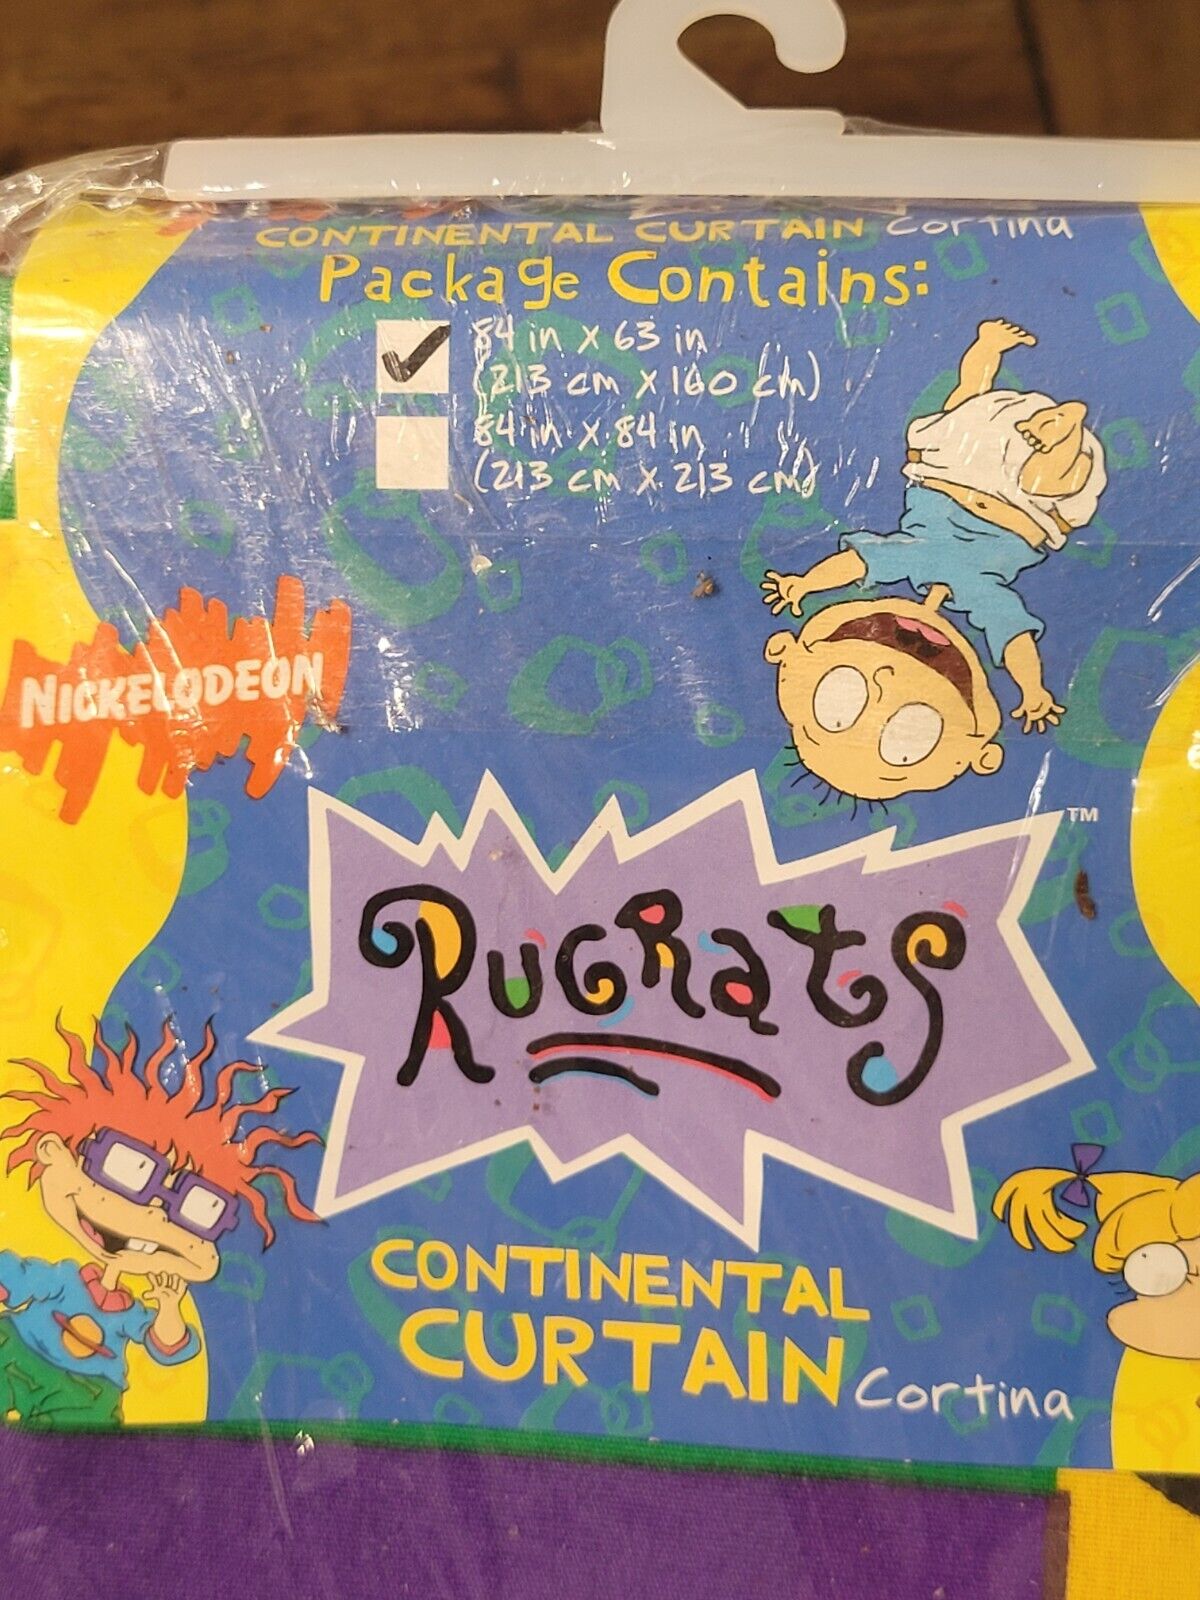 CONTINENTAL CURTAIN Cortina
Package Contains:
84 in x 63 in
(213 cm x 160 cm)
84 in x 84 in
(213 cm x 213 cm)
NICKELODEON
TM
RUGRatS
CONTINENTAL
CURTAIN Cortina